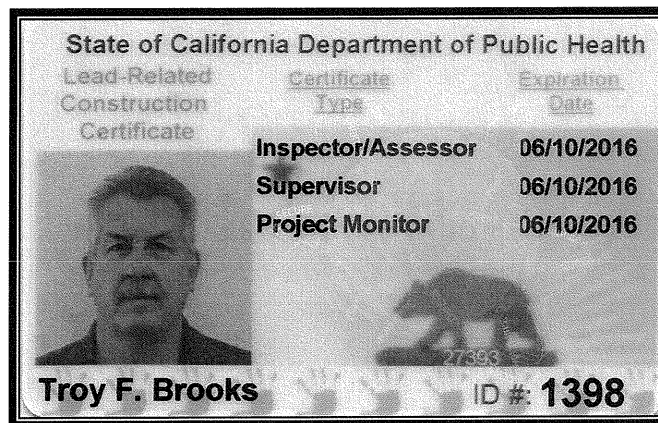 State of California Department of Public Health
Lead-Related
Construction
Certificate
Certificate
Type
Expiration
Date
Inspector/Assessor 06/10/2016
Supervisor 06/10/2016
Project Monitor 06/10/2016
27393
Troy F. Brooks
ID #: 1398